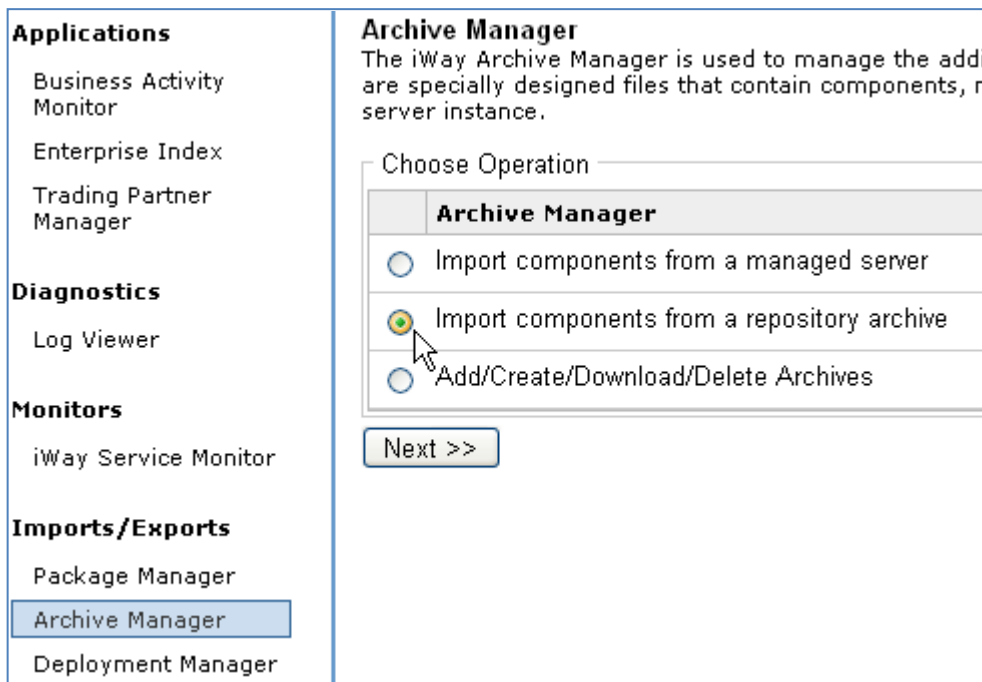 Applications
Business Activity
Monitor
Enterprise Index
Trading Partner
Manager
Diagnostics
Log Viewer
Monitors
iWay Service Monitor
Imports/Exports
Package Manager
Archive Manager
Deployment Manager
Archive Manager
The iWay Archive Manager is used to manage the
are specially designed files that contain components,
server instance.
Choose Operation
Archive Manager
Import components from a managed server
Import components from a repository archive
Add/Create/Download/Delete Archives
Next >>